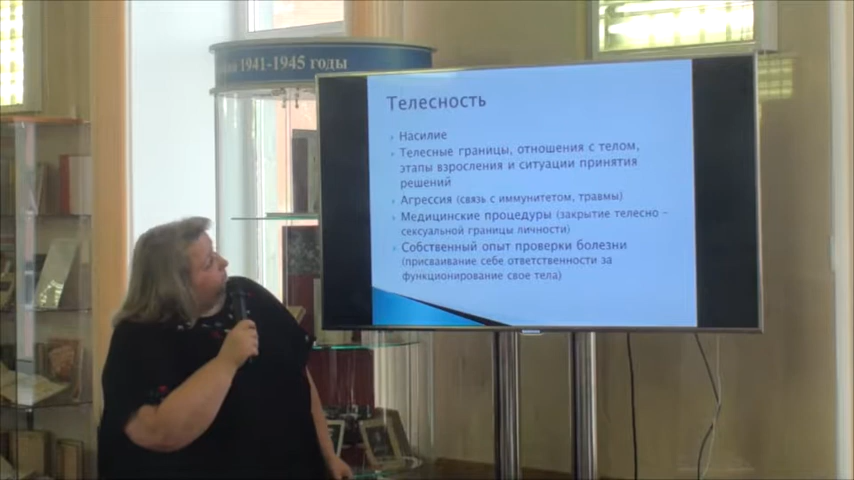 1941-1945 годы
Телесность
Насилие
Телесные границы, отношения с телом,
этапы взросления и ситуации принятия
решений
Агрессия (связь с иммунитетом, травмы)
Медицинские процедуры (закрытие телесно –
сексуальной границы личности)
Собственный опыт проверки болезни
(присваивание себе ответственности за
функционирование свое тела)